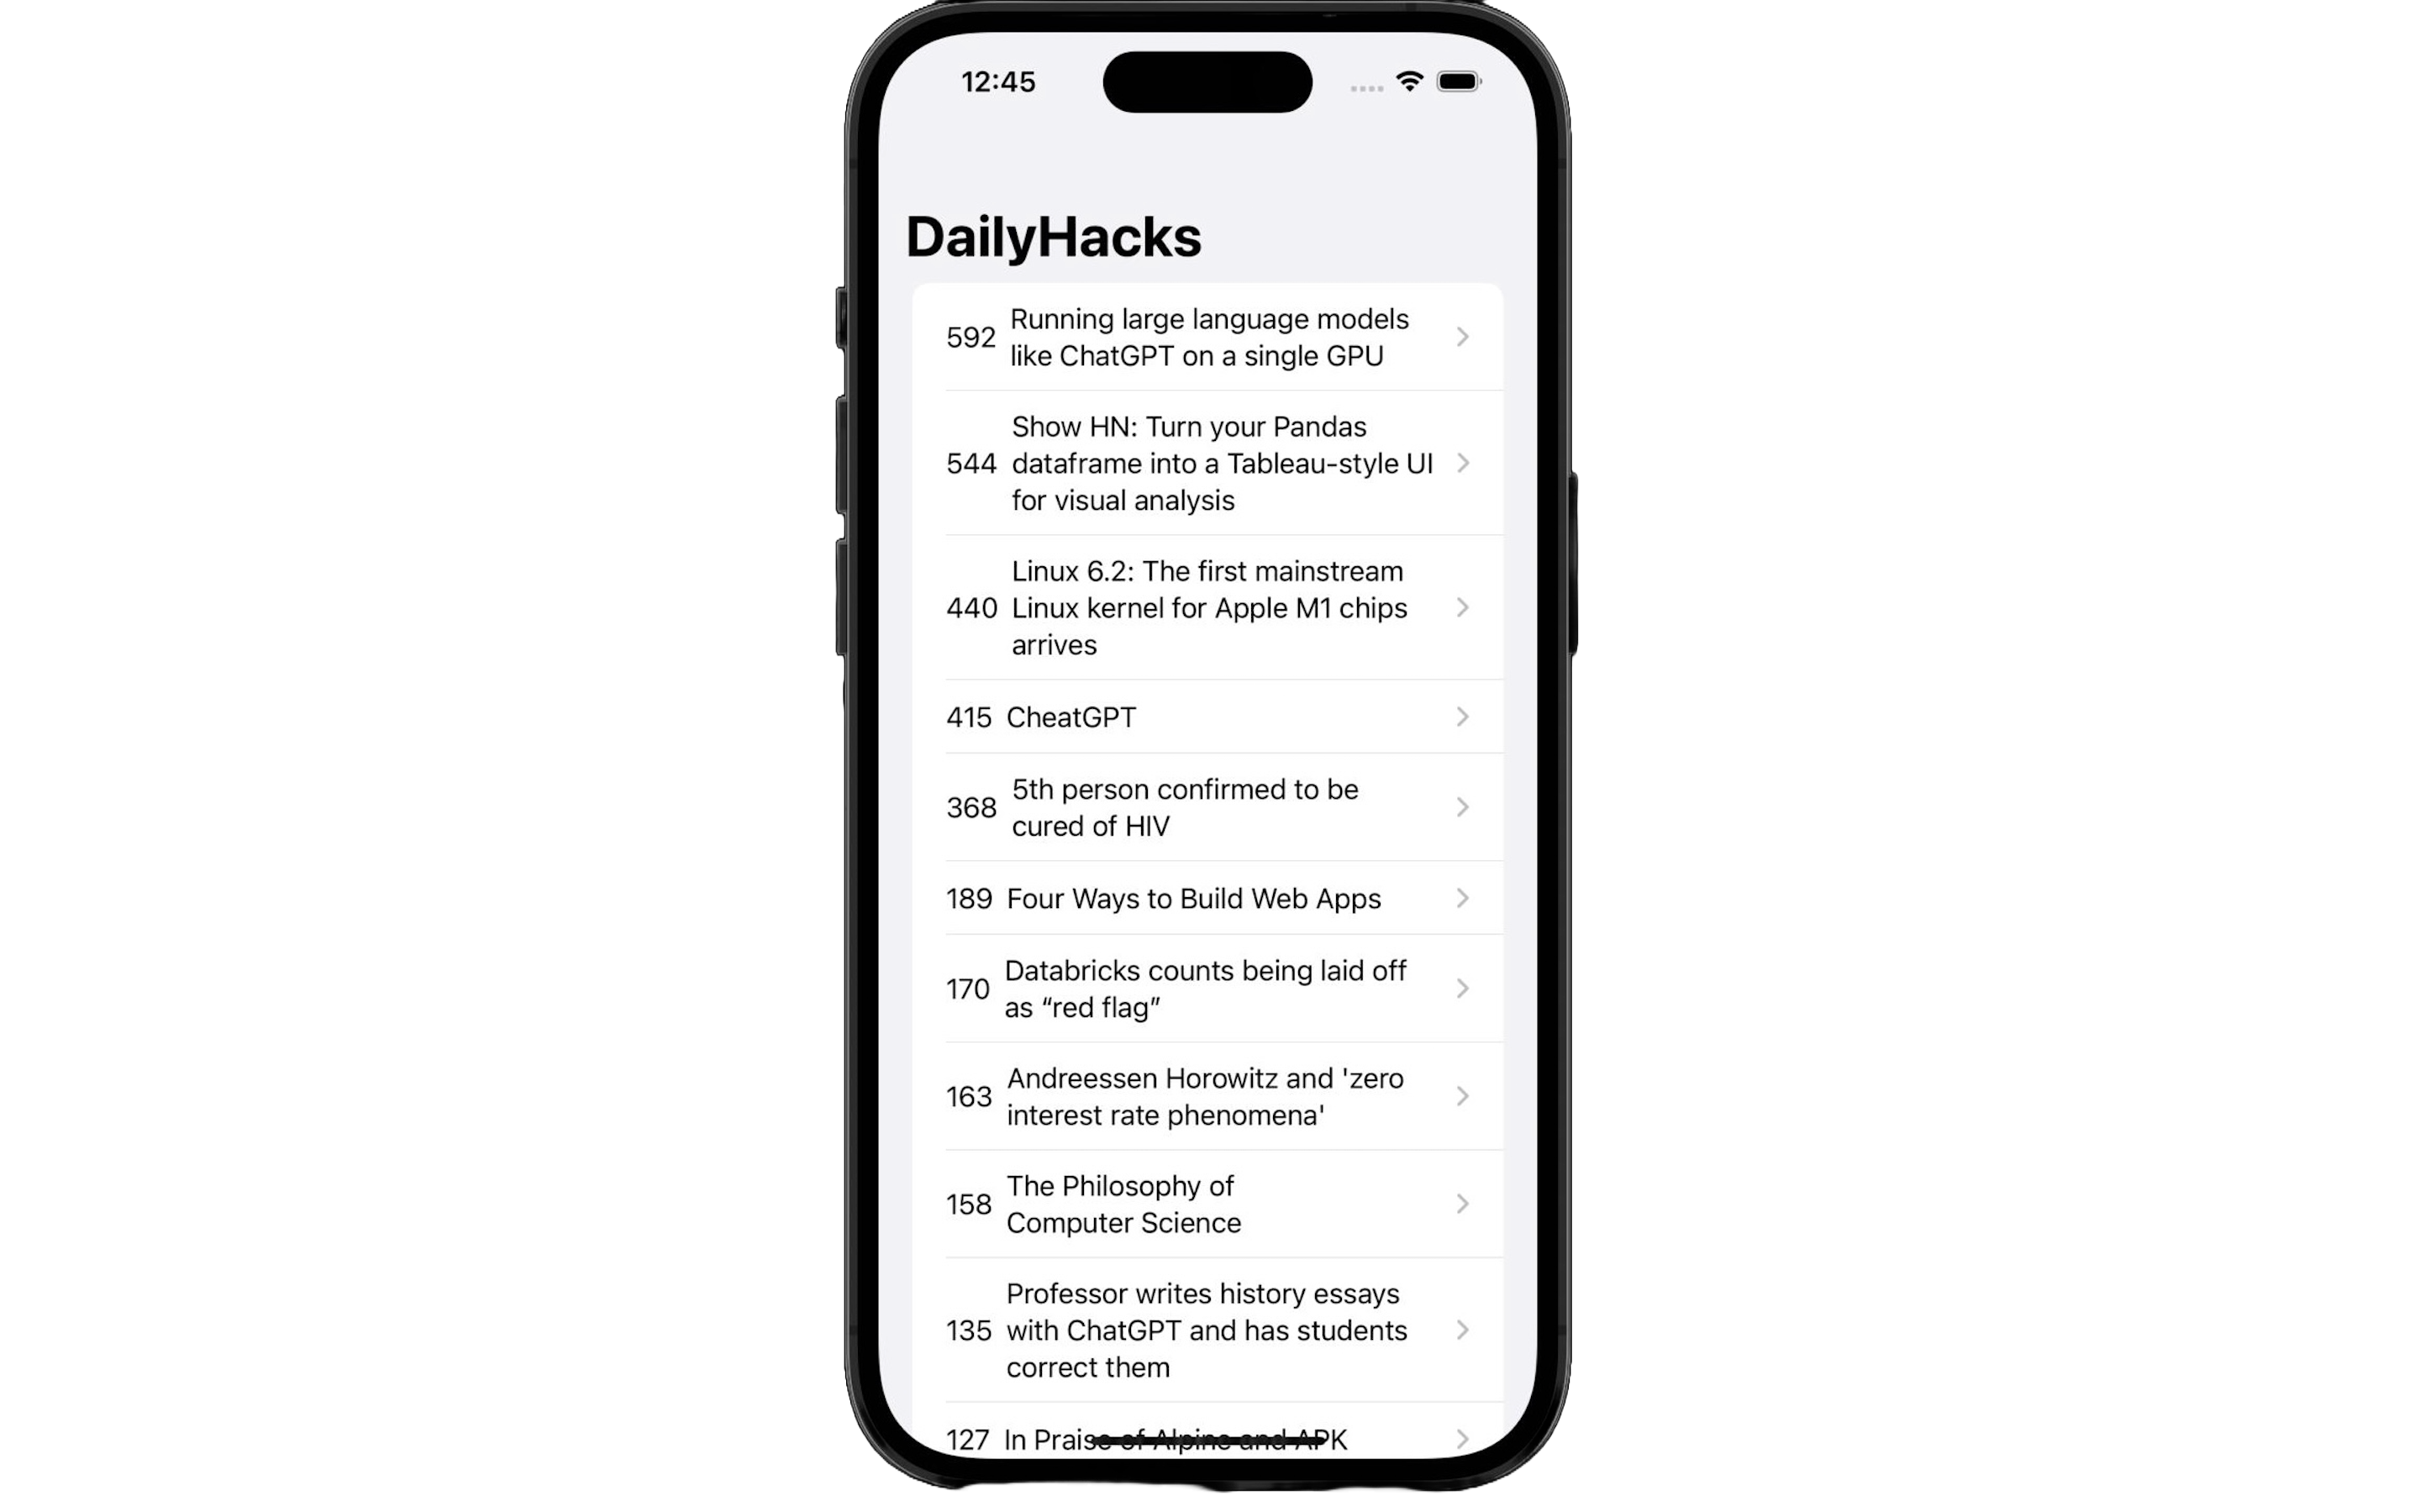 12:45
DailyHacks
592 Running large language models
like ChatGPT on a single GPU
Show HN: Turn your Pandas
544 dataframe into a Tableau-style UI
for visual analysis
Linux 6.2: The first mainstream
440 Linux kernel for Apple M1 chips
arrives
415 CheatGPT
368 5th person confirmed to be
cured of HIV
189 Four Ways to Build Web Apps
170 Databricks counts being laid off
as “red flag”
163 Andreessen Horowitz and 'zero
interest rate phenomena'
158 The Philosophy of
Computer Science
Professor writes history essays
135 with ChatGPT and has students
correct them
127 In Praise of Alpine and APK